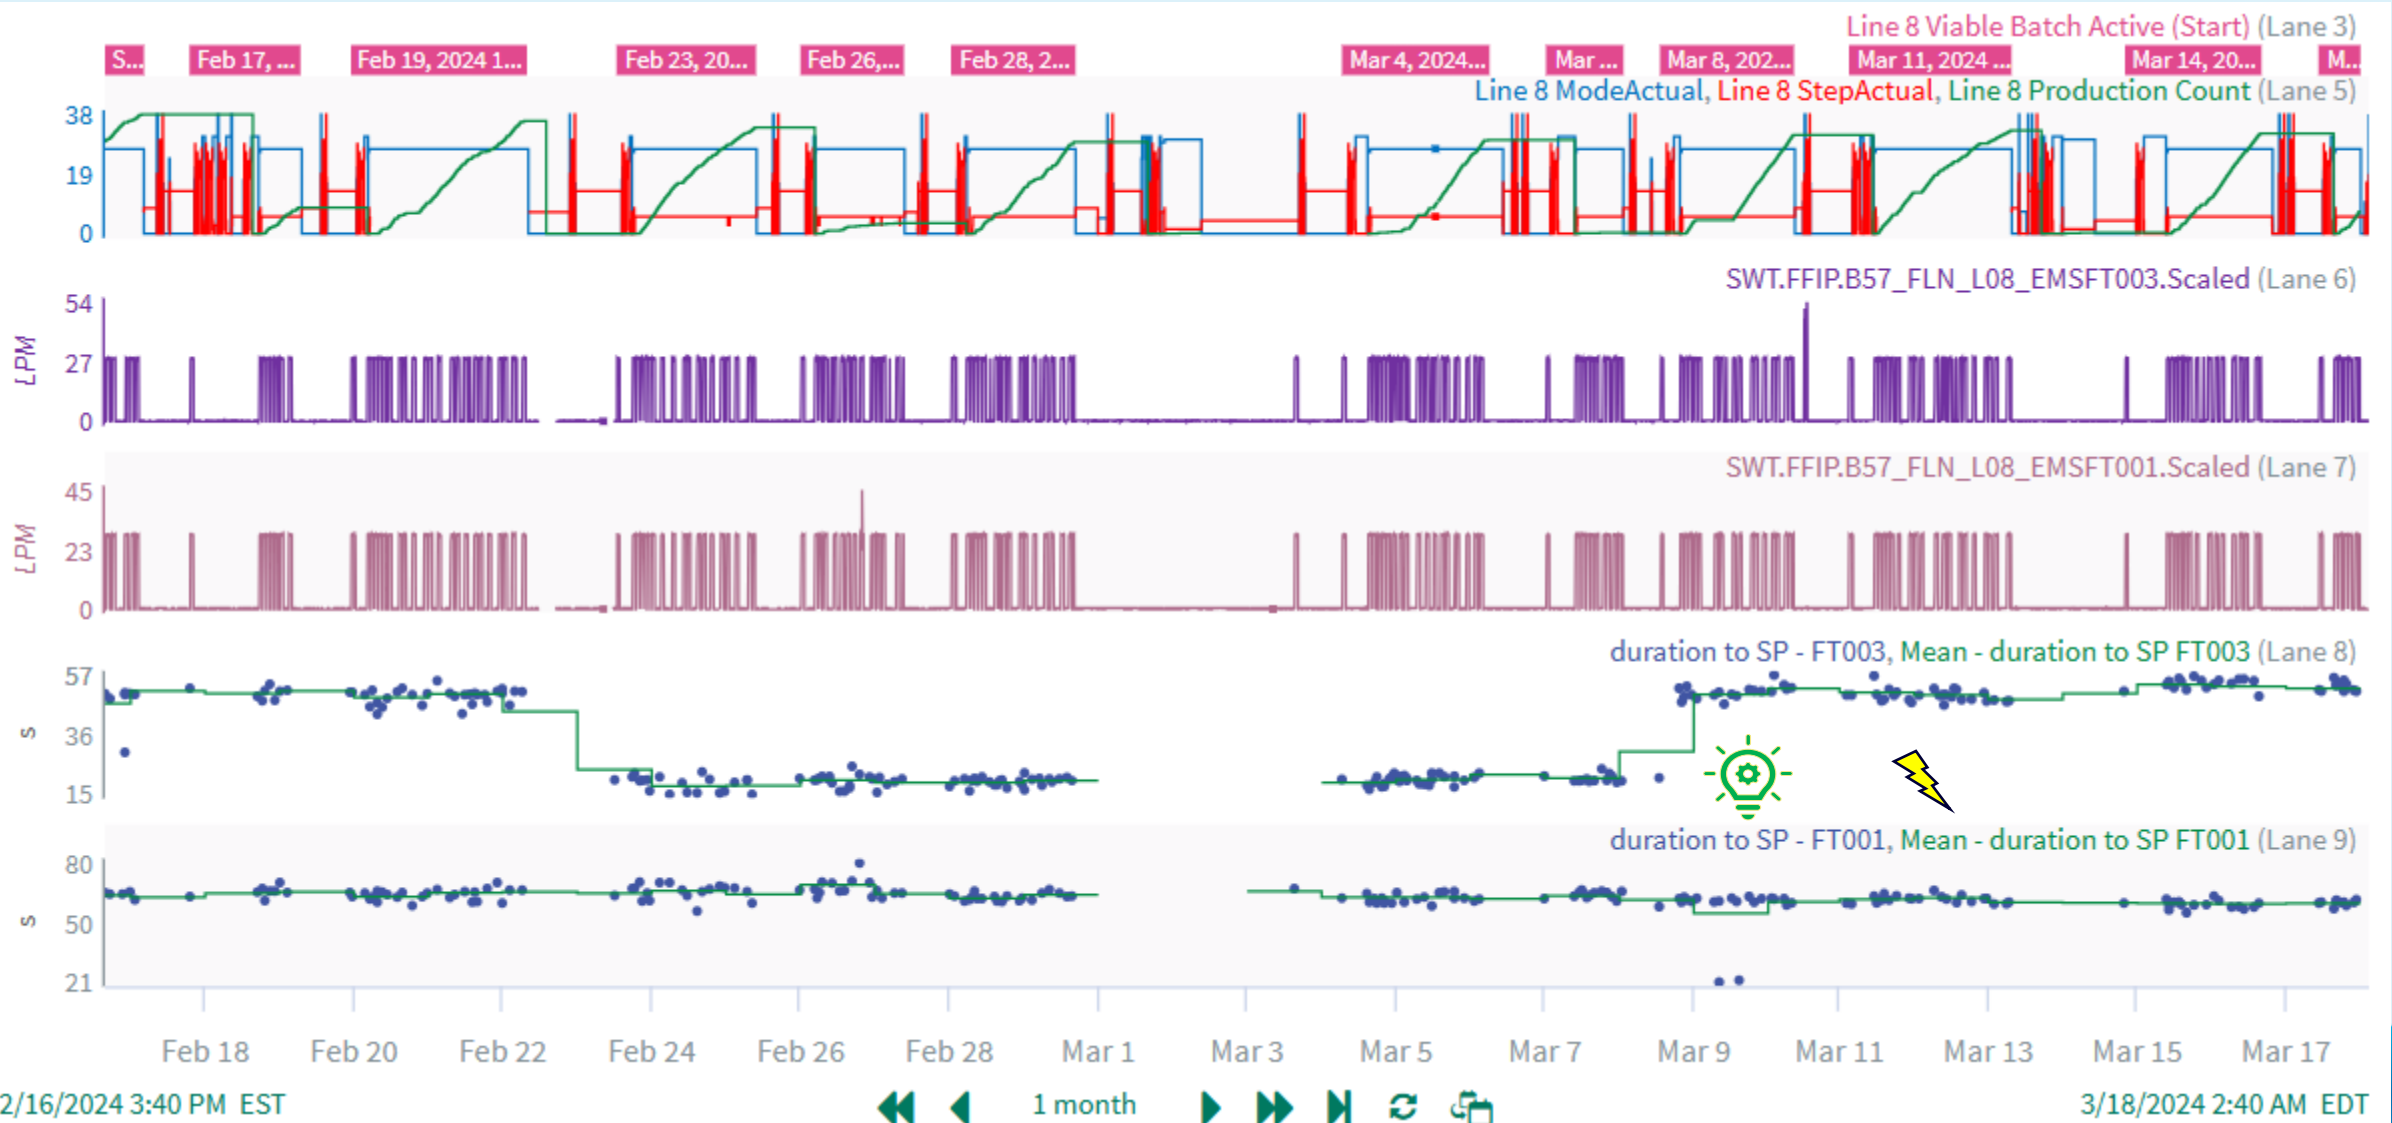 Line 8 Viable Batch Active (Start) (Lane 3)
S... Feb 17, ... Feb 19, 2024 1... Feb 23, 20... Feb 26,... Feb 28, 2... Mar 4, 2024... Mar ... Mar 8, 202... Mar 11, 2024 ... Mar 14, 20... M...
Line 8 ModeActual, Line 8 StepActual, Line 8 Production Count (Lane 5)
38
19
0
SWT.FFIP.B57_FLN_L08_EMSFT003.Scaled (Lane 6)
54
27
0
LPM
SWT.FFIP.B57_FLN_L08_EMSFT001.Scaled (Lane 7)
45
23
0
LPM
duration to SP - FT003, Mean - duration to SP FT003 (Lane 8)
57
36
15
s
duration to SP - FT001, Mean - duration to SP FT001 (Lane 9)
80
50
21
s
Feb 18 Feb 20 Feb 22 Feb 24 Feb 26 Feb 28 Mar 1 Mar 3 Mar 5 Mar 7 Mar 9 Mar 11 Mar 13 Mar 15 Mar 17
2/16/2024 3:40 PM EST 1 month 3/18/2024 2:40 AM EDT